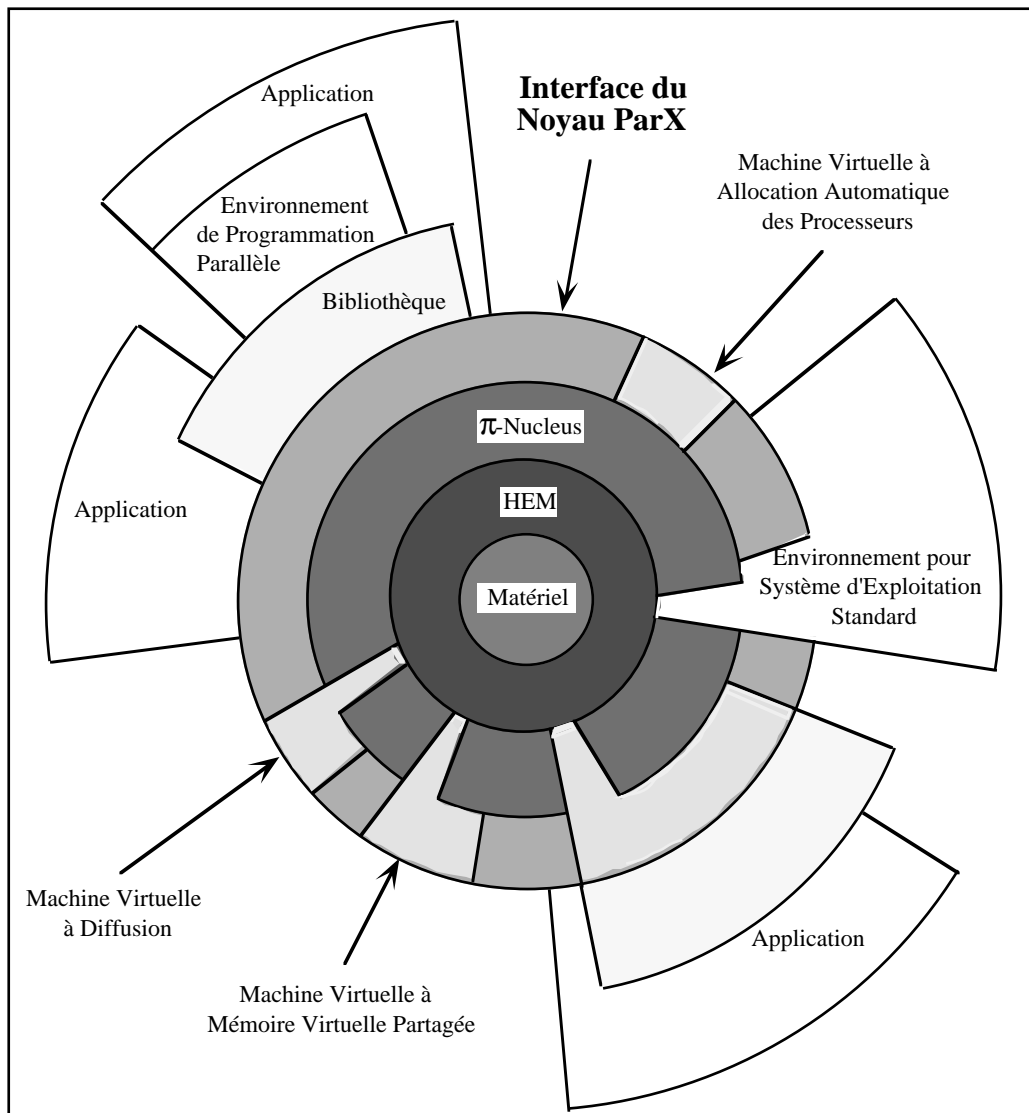 Application
Interface du
Noyau ParX
Machine Virtuelle à
Allocation Automatique
des Processeurs
Environnement
de Programmation
Parallèle
Bibliothèque
π-Nucleus
HEM
Application
Matériel
Environnement pour
Système d'Exploitation
Standard
Machine Virtuelle
à Diffusion
Application
Machine Virtuelle à
Mémoire Virtuelle Partagée